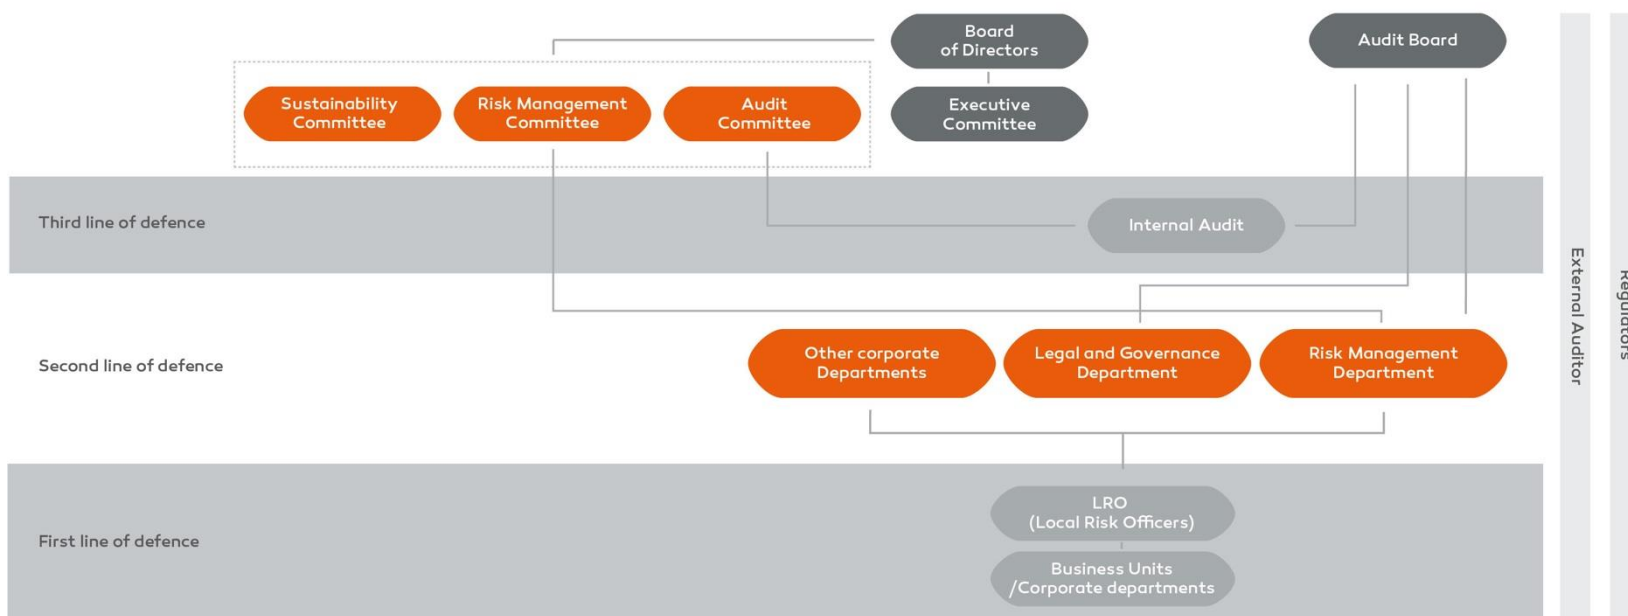 Board
of Directors
Audit Board
Sustainability
Committee
Risk Management
Committee
Audit
Committee
Executive
Committee
Third line of defence
Internal Audit
External Auditor
Regulators
Second line of defence
Other corporate
Departments
Legal and Governance
Department
Risk Management
Department
First line of defence
LRO
(Local Risk Officers)
Business Units
/Corporate departments